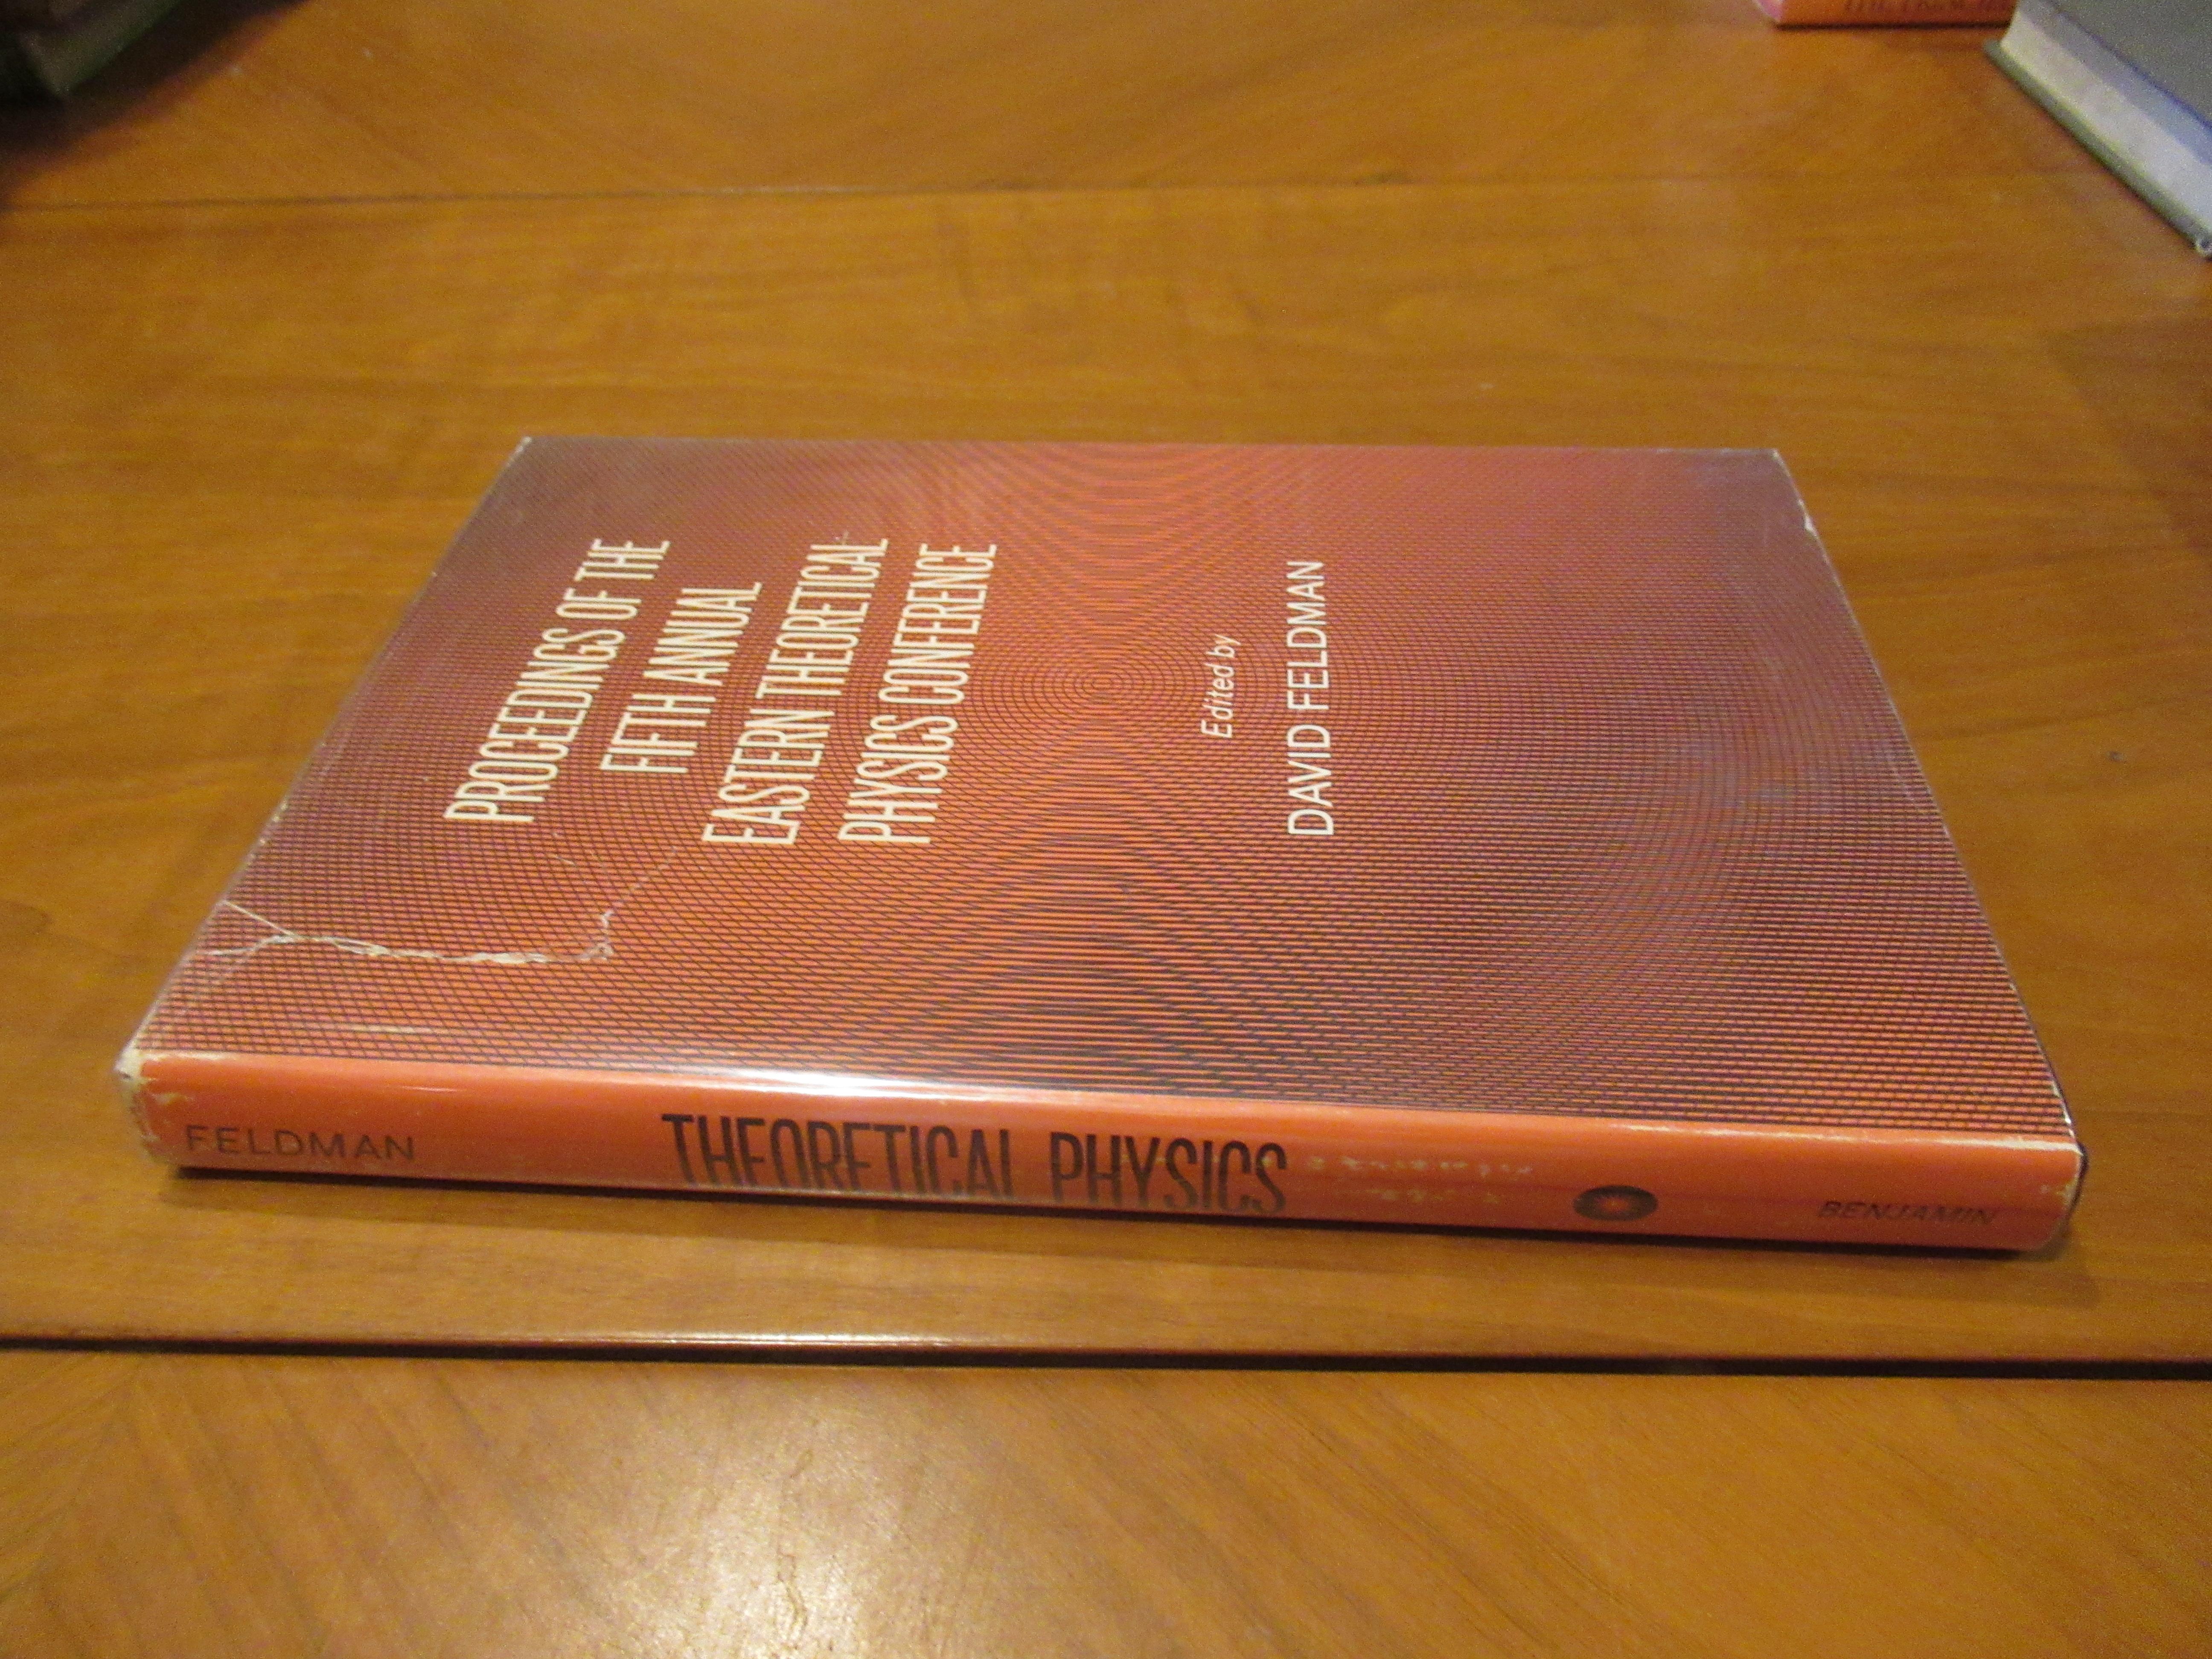 PROCEEDINGS OF THE
FIFTH ANNUAL
EASTERN THEORETICAL
PHYSICS CONFERENCE
Edited by
DAVID FELDMAN
FELDMAN
THEORETICAL PHYSICS
BENJAMIN